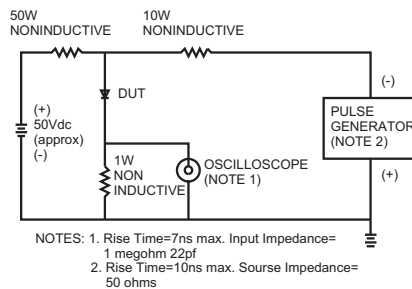 50W
NONINDUCTIVE
10W
NONINDUCTIVE
DUT
(+)
50Vdc
(approx)
(-)
1W
NON
INDUCTIVE
OSCILLOSCOPE
(NOTE 1)
(-)
PULSE
GENERATOR
(NOTE 2)
(+)
NOTES: 1. Rise Time=7ns max. Input Impedance=
1 megohm 22pf
2. Rise Time=10ns max. Sourse Impedance=
50 ohms